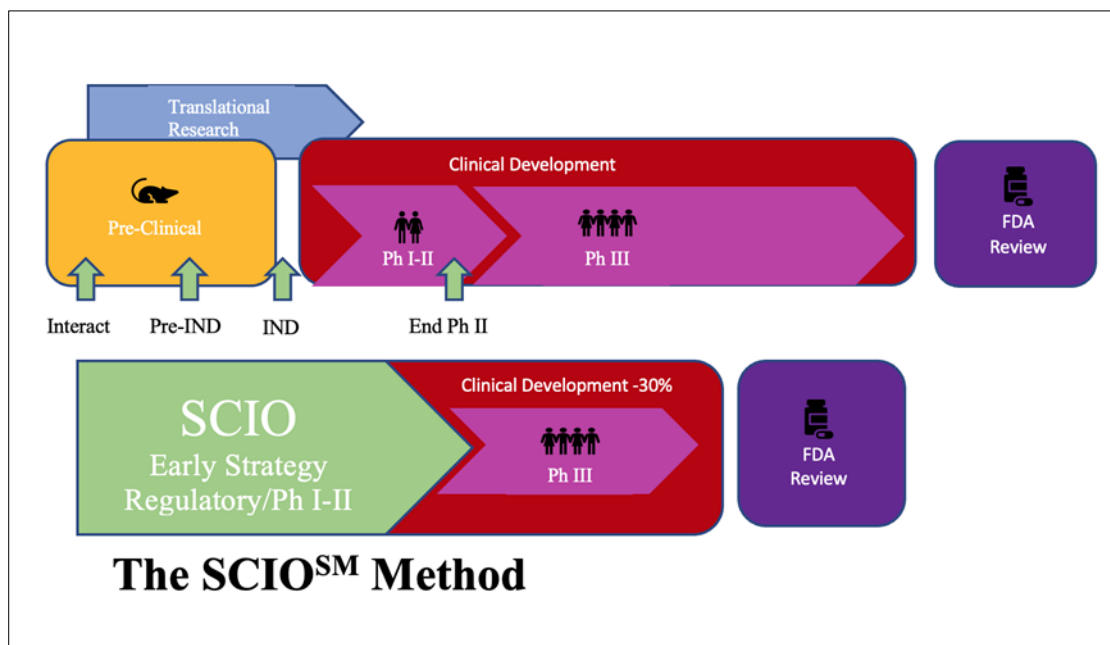 Translational
Research
Clinical Development
Pre-Clinical
Ph I-II
Ph III
FDA
Review
Interact
Pre-IND
IND
End Ph II
SCIO
Early Strategy
Regulatory/Ph I-II
Clinical Development -30%
Ph III
FDA
Review
The SCIO℠ Method